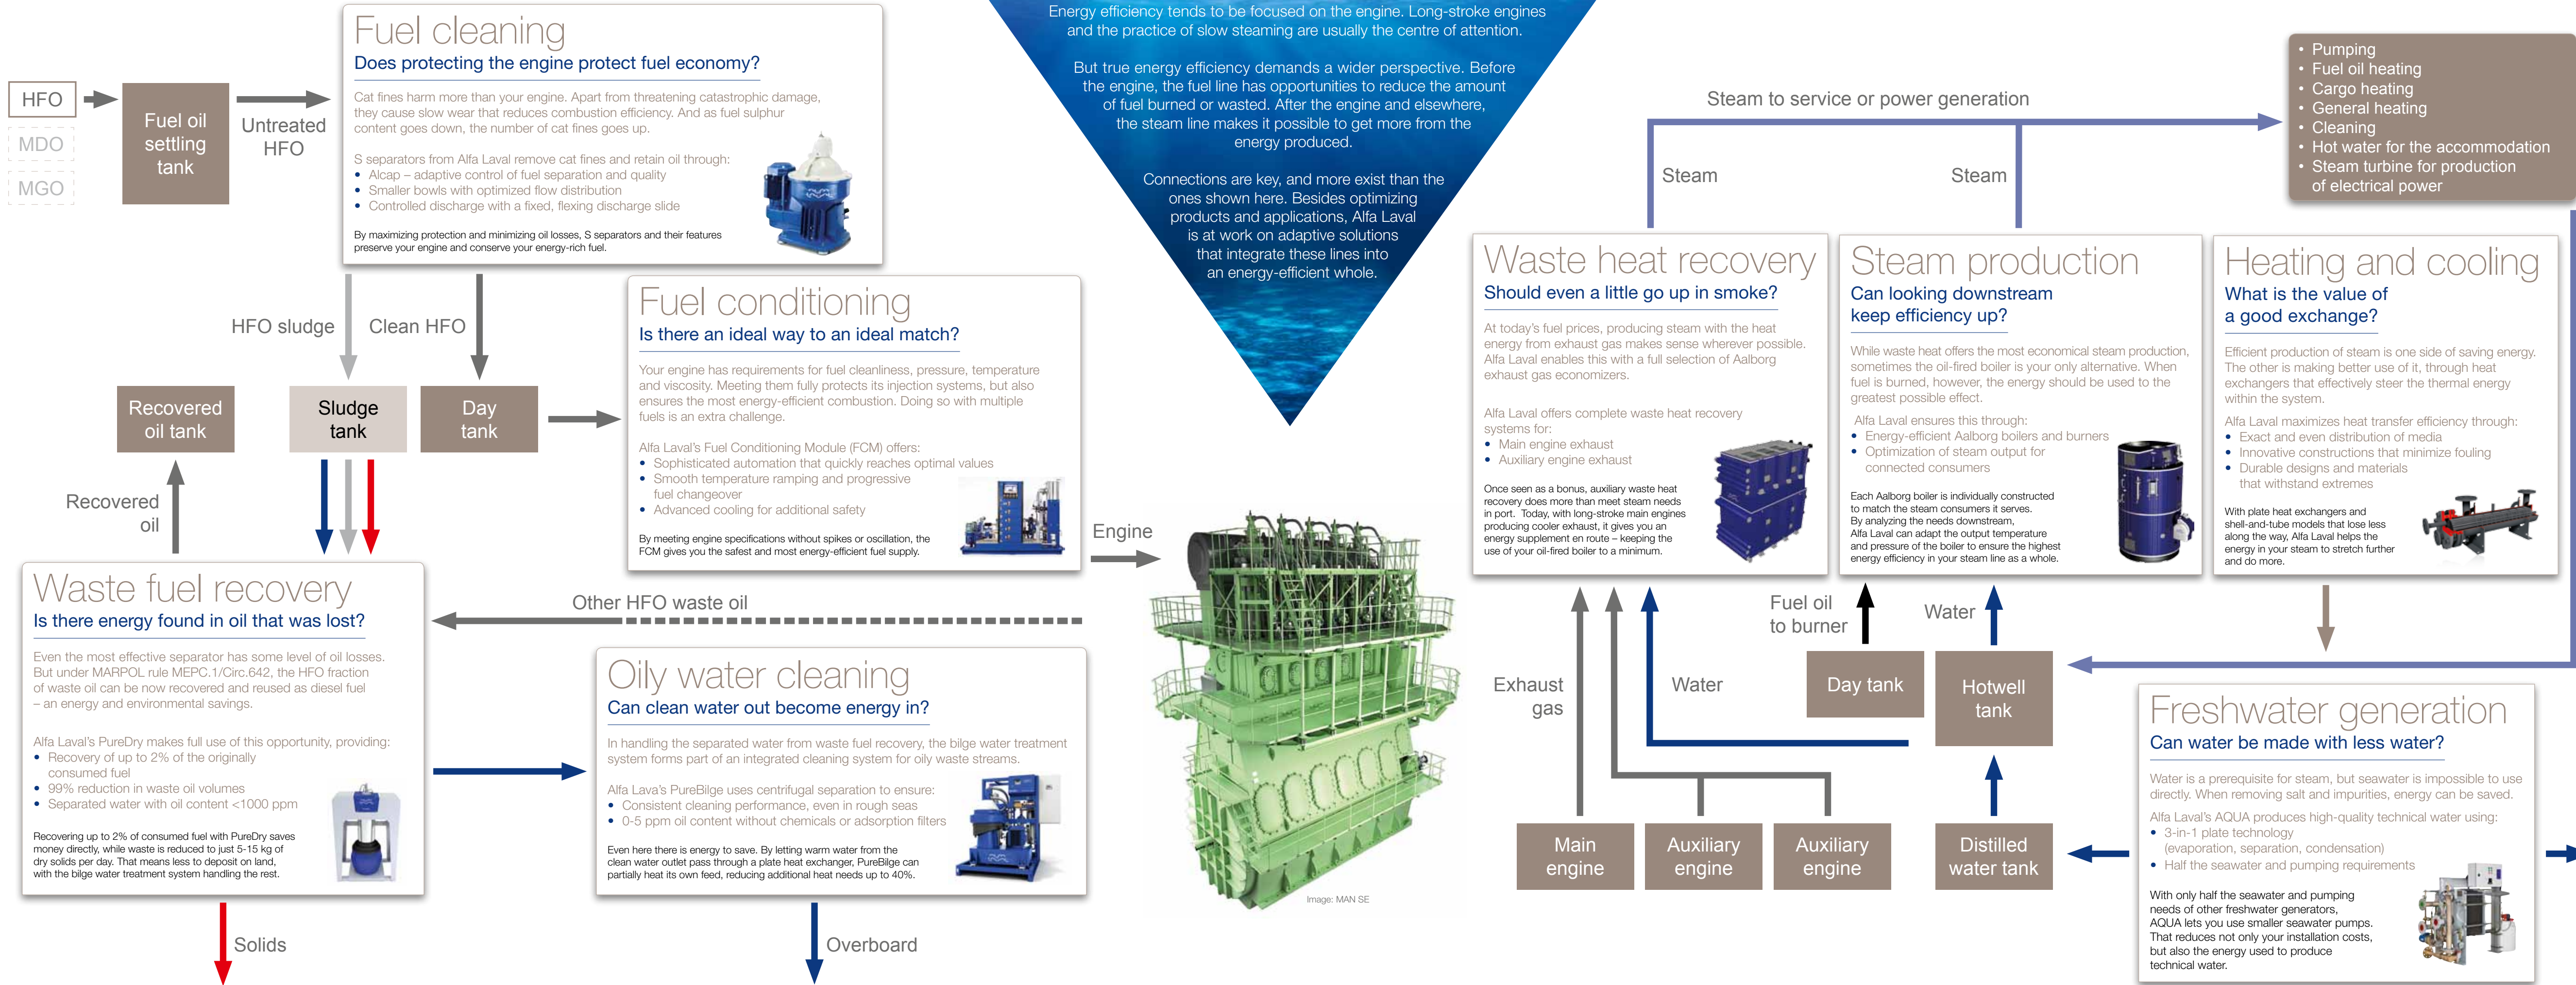 HFO
MDO
MGO
Fuel oil
settling
tank
Untreated
HFO
Fuel cleaning
Does protecting the engine protect fuel economy?
Cat fines harm more than your engine. Apart from threatening catastrophic damage,
they cause slow wear that reduces combustion efficiency. And as fuel sulphur
content goes down, the number of cat fines goes up.
S separators from Alfa Laval remove cat fines and retain oil through:
• Alcap – adaptive control of fuel separation and quality
• Smaller bowls with optimized flow distribution
• Controlled discharge with a fixed, flexing discharge slide
By maximizing protection and minimizing oil losses, S separators and their features
preserve your engine and conserve your energy-rich fuel.
HFO sludge
Clean HFO
Recovered
oil tank
Sludge
tank
Day
tank
Recovered
oil
Fuel conditioning
Is there an ideal way to an ideal match?
Your engine has requirements for fuel cleanliness, pressure, temperature
and viscosity. Meeting them fully protects its injection systems, but also
ensures the most energy-efficient combustion. Doing so with multiple
fuels is an extra challenge.
Alfa Laval's Fuel Conditioning Module (FCM) offers:
• Sophisticated automation that quickly reaches optimal values
• Smooth temperature ramping and progressive
fuel changeover
• Advanced cooling for additional safety
By meeting engine specifications without spikes or oscillation, the
FCM gives you the safest and most energy-efficient fuel supply.
Engine
Waste fuel recovery
Is there energy found in oil that was lost?
Even the most effective separator has some level of oil losses.
But under MARPOL rule MEPC.1/Circ.642, the HFO fraction
of waste oil can be now recovered and reused as diesel fuel
– an energy and environmental savings.
Alfa Laval's PureDry makes full use of this opportunity, providing:
• Recovery of up to 2% of the originally
consumed fuel
• 99% reduction in waste oil volumes
• Separated water with oil content <1000 ppm
Recovering up to 2% of consumed fuel with PureDry saves
money directly, while waste is reduced to just 5-15 kg of
dry solids per day. That means less to deposit on land,
with the bilge water treatment system handling the rest.
Solids
Other HFO waste oil
Oily water cleaning
Can clean water out become energy in?
In handling the separated water from waste fuel recovery, the bilge water treatment
system forms part of an integrated cleaning system for oily waste streams.
Alfa Lava's PureBilge uses centrifugal separation to ensure:
• Consistent cleaning performance, even in rough seas
• 0-5 ppm oil content without chemicals or adsorption filters
Even here there is energy to save. By letting warm water from the
clean water outlet pass through a plate heat exchanger, PureBilge can
partially heat its own feed, reducing additional heat needs up to 40%.
Overboard
Energy efficiency tends to be focused on the engine. Long-stroke engines
and the practice of slow steaming are usually the centre of attention.
But true energy efficiency demands a wider perspective. Before
the engine, the fuel line has opportunities to reduce the amount
of fuel burned or wasted. After the engine and elsewhere,
the steam line makes it possible to get more from the
energy produced.
Connections are key, and more exist than the
ones shown here. Besides optimizing
products and applications, Alfa Laval
is at work on adaptive solutions
that integrate these lines into
an energy-efficient whole.
Image: MAN SE
Steam to service or power generation
Steam
Steam
• Pumping
• Fuel oil heating
• Cargo heating
• General heating
• Cleaning
• Hot water for the accommodation
• Steam turbine for production
of electrical power
Waste heat recovery
Should even a little go up in smoke?
At today's fuel prices, producing steam with the heat
energy from exhaust gas makes sense wherever possible.
Alfa Laval enables this with a full selection of Aalborg
exhaust gas economizers.
Alfa Laval offers complete waste heat recovery
systems for:
• Main engine exhaust
• Auxiliary engine exhaust
Once seen as a bonus, auxiliary waste heat
recovery does more than meet steam needs
in port. Today, with long-stroke main engines
producing cooler exhaust, it gives you an
energy supplement en route – keeping the
use of your oil-fired boiler to a minimum.
Steam production
Can looking downstream
keep efficiency up?
While waste heat offers the most economical steam production,
sometimes the oil-fired boiler is your only alternative. When
fuel is burned, however, the energy should be used to the
greatest possible effect.
Alfa Laval ensures this through:
• Energy-efficient Aalborg boilers and burners
• Optimization of steam output for
connected consumers
Each Aalborg boiler is individually constructed
to match the steam consumers it serves.
By analyzing the needs downstream,
Alfa Laval can adapt the output temperature
and pressure of the boiler to ensure the highest
energy efficiency in your steam line as a whole.
Heating and cooling
What is the value of
a good exchange?
Efficient production of steam is one side of saving energy.
The other is making better use of it, through heat
exchangers that effectively steer the thermal energy
within the system.
Alfa Laval maximizes heat transfer efficiency through:
• Exact and even distribution of media
• Innovative constructions that minimize fouling
• Durable designs and materials
that withstand extremes
With plate heat exchangers and
shell-and-tube models that lose less
along the way, Alfa Laval helps the
energy in your steam to stretch further
and do more.
Exhaust
gas
Water
Fuel oil
to burner
Water
Day tank
Hotwell
tank
Main
engine
Auxiliary
engine
Auxiliary
engine
Distilled
water tank
Freshwater generation
Can water be made with less water?
Water is a prerequisite for steam, but seawater is impossible to use
directly. When removing salt and impurities, energy can be saved.
Alfa Laval's AQUA produces high-quality technical water using:
• 3-in-1 plate technology
(evaporation, separation, condensation)
• Half the seawater and pumping requirements
With only half the seawater and pumping
needs of other freshwater generators,
AQUA lets you use smaller seawater pumps.
That reduces not only your installation costs,
but also the energy used to produce
technical water.